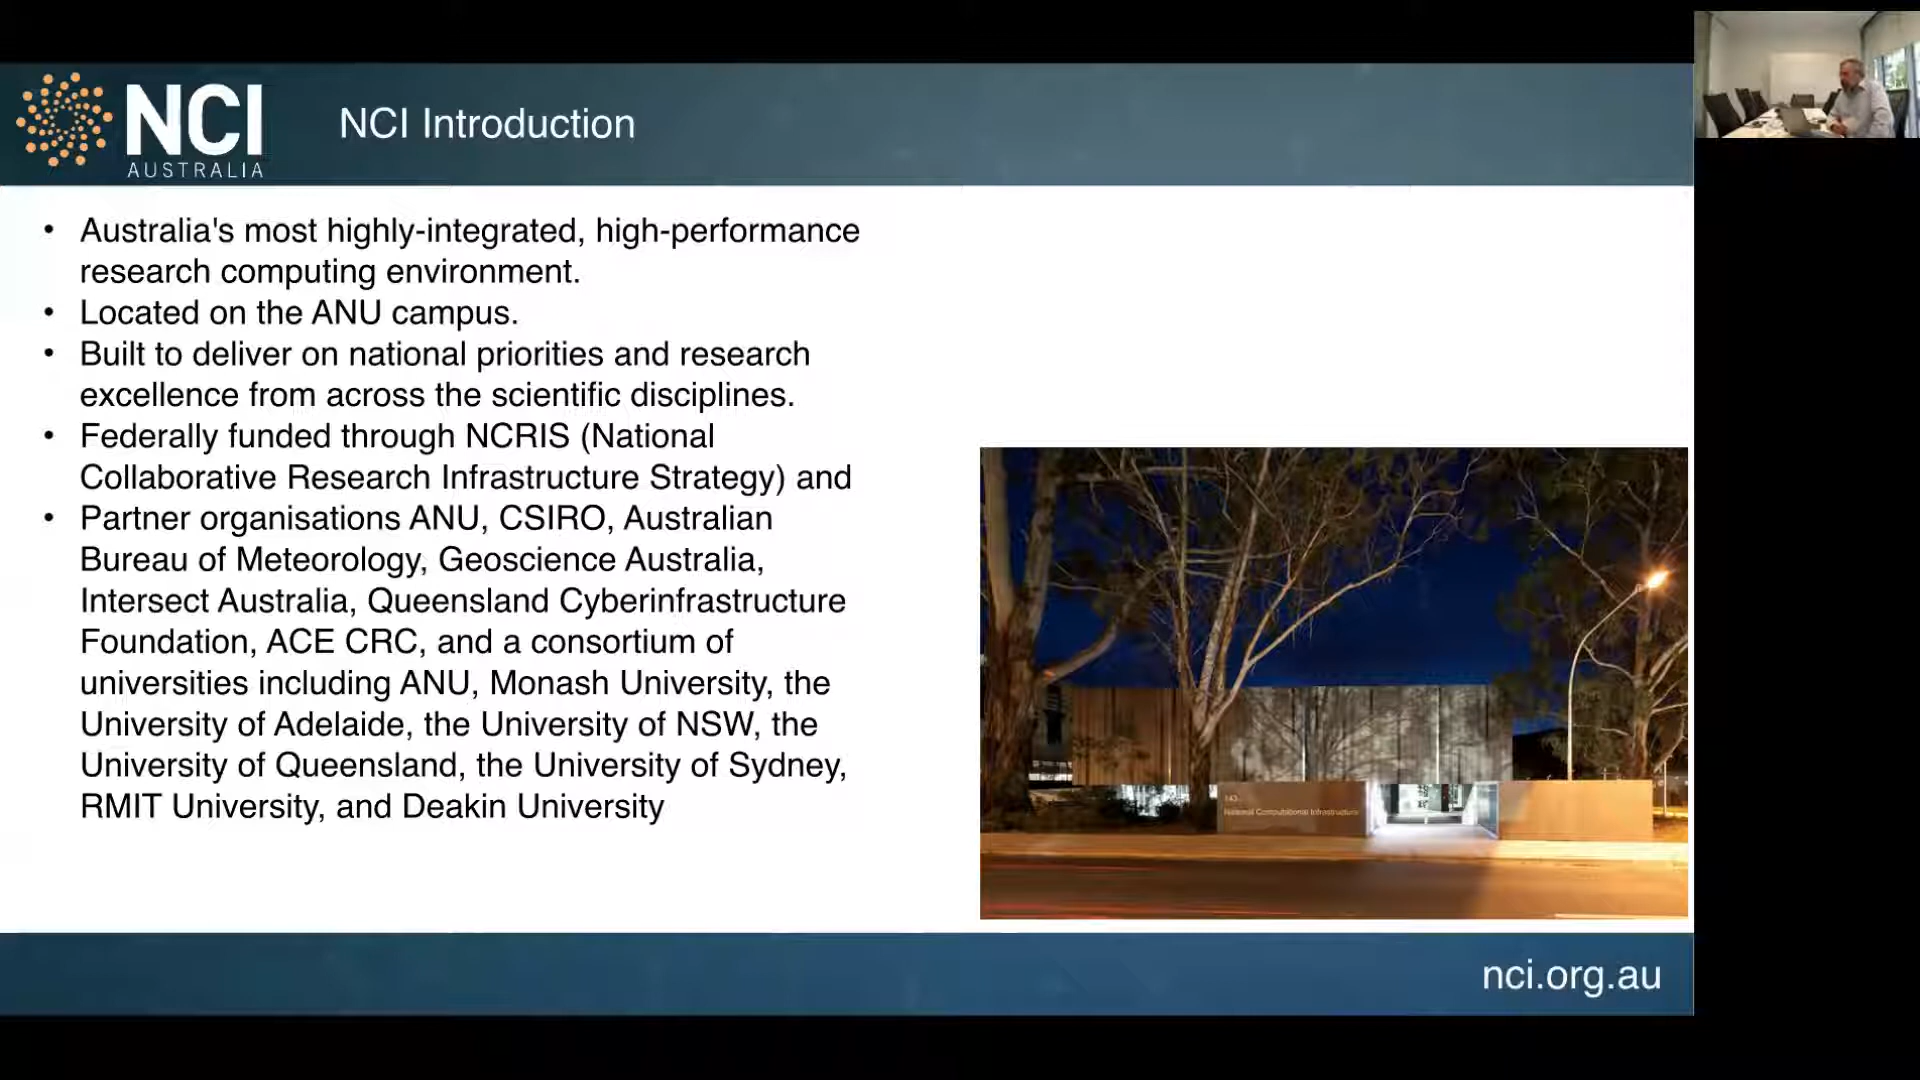 NCI
AUSTRALIA
NCI Introduction
• Australia's most highly-integrated, high-performance
research computing environment.
• Located on the ANU campus.
• Built to deliver on national priorities and research
excellence from across the scientific disciplines.
• Federally funded through NCRIS (National
Collaborative Research Infrastructure Strategy) and
• Partner organisations ANU, CSIRO, Australian
Bureau of Meteorology, Geoscience Australia,
Intersect Australia, Queensland Cyberinfrastructure
Foundation, ACE CRC, and a consortium of
universities including ANU, Monash University, the
University of Adelaide, the University of NSW, the
University of Queensland, the University of Sydney,
RMIT University, and Deakin University
143
National Computational Infrastructure
nci.org.au